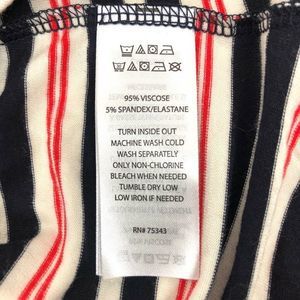 95% VISCOSE
5% SPANDEX/ELASTANE
TURN INSIDE OUT
MACHINE WASH COLD
WASH SEPARATELY
ONLY NON-CHLORINE
BLEACH WHEN NEEDED
TUMBLE DRY LOW
LOW IRON IF NEEDED
RN# 75343